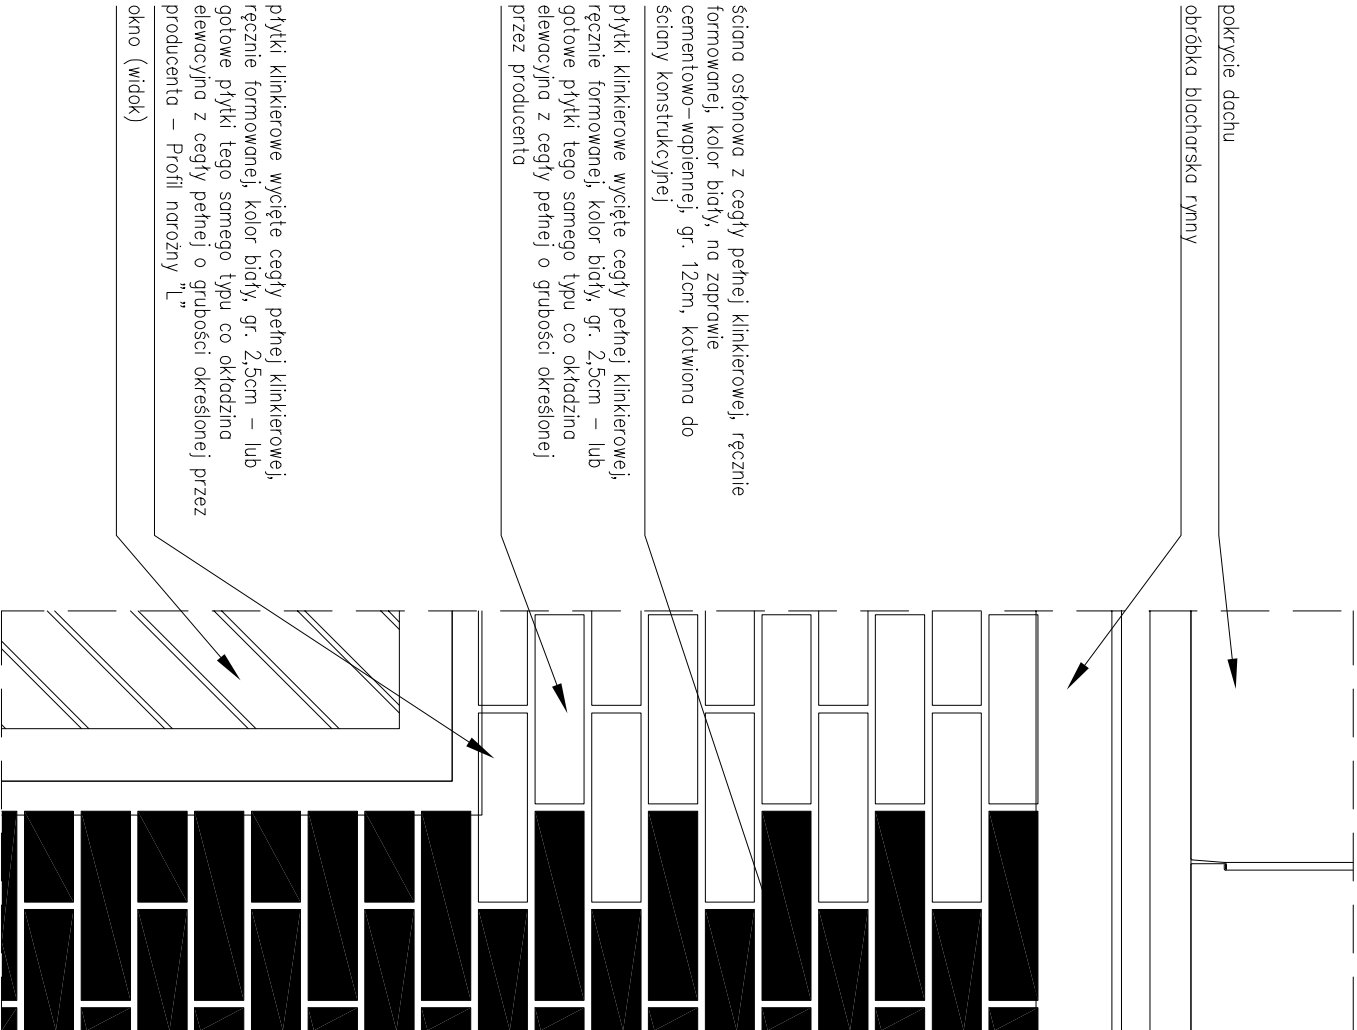 pokrycie dachu
obróbka blacharska rynny
ściana osłonowa z cegły pełnej klinkierowej, ręcznie
formowanej, kolor biały, na zaprawie
cementowo-wapiennej, gr. 12cm, kotwiona do
ściany konstrukcyjnej
płytki klinkierowe wycięte cegły pełnej klinkierowej,
ręcznie formowanej, kolor biały, gr. 2,5cm - lub
gotowe płytki tego samego typu co okładzina
elewacyjna z cegły pełnej o grubości określonej
przez producenta
płytki klinkierowe wycięte cegły pełnej klinkierowej,
ręcznie formowanej, kolor biały, gr. 2,5cm - lub
gotowe płytki tego samego typu co okładzina
elewacyjna z cegły pełnej o grubości określonej przez
producenta - Profil narożny "L"
okno (widok)